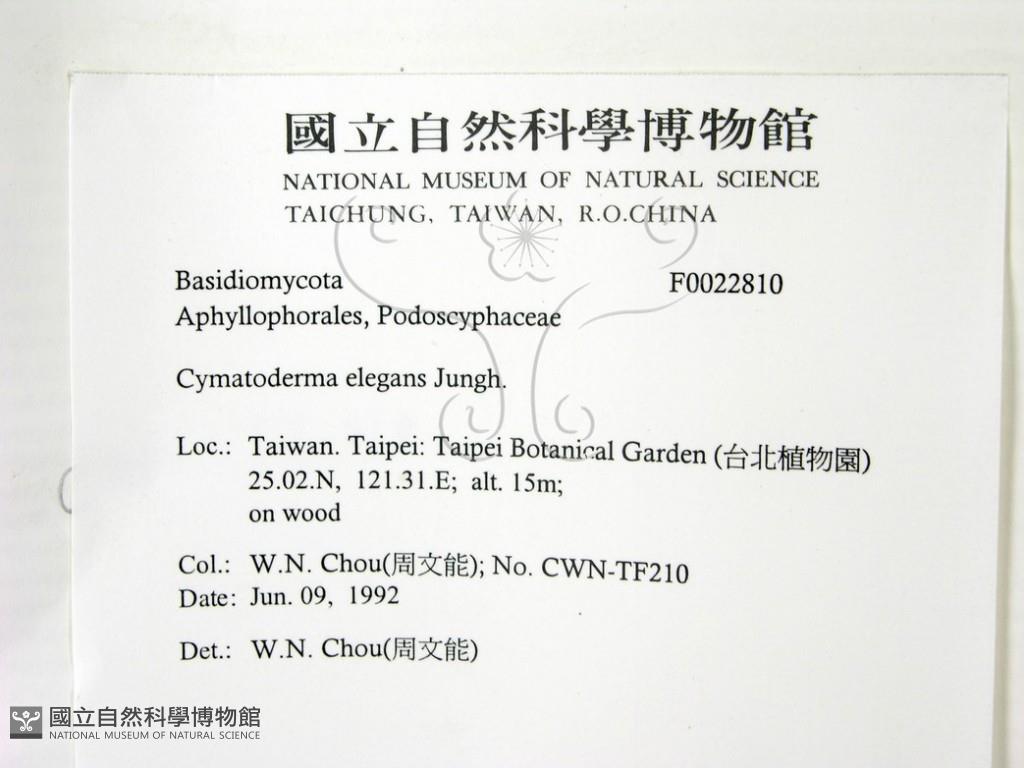 國立自然科學博物館
NATIONAL MUSEUM OF NATURAL SCIENCE
TAICHUNG, TAIWAN, R.O.CHINA
Basidiomycota F0022810
Aphyllophorales, Podoscyphaceae
Cymatoderma elegans Jungh.
Loc.: Taiwan. Taipei: Taipei Botanical Garden (台北植物園)
25.02.N, 121.31.E; alt. 15m;
on wood
Col.: W.N. Chou(周文能); No. CWN-TF210
Date: Jun. 09, 1992
Det.: W.N. Chou(周文能)
國立自然科學博物館
NATIONAL MUSEUM OF NATURAL SCIENCE